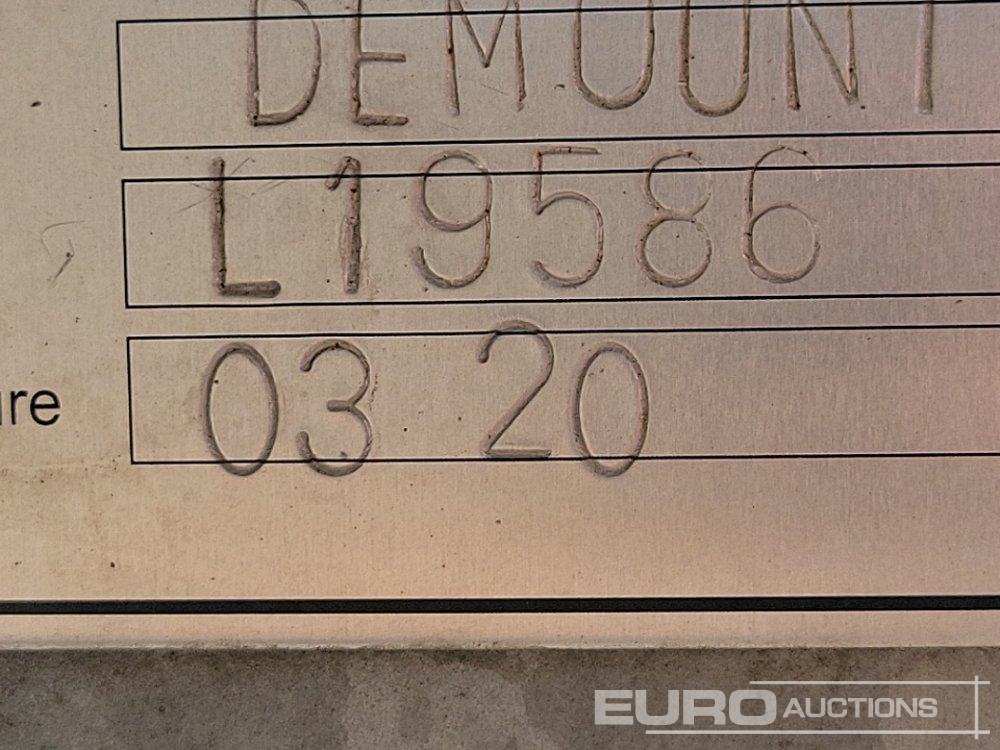 DEMOUNT
L19586
ure 03 20
EURO AUCTIONS